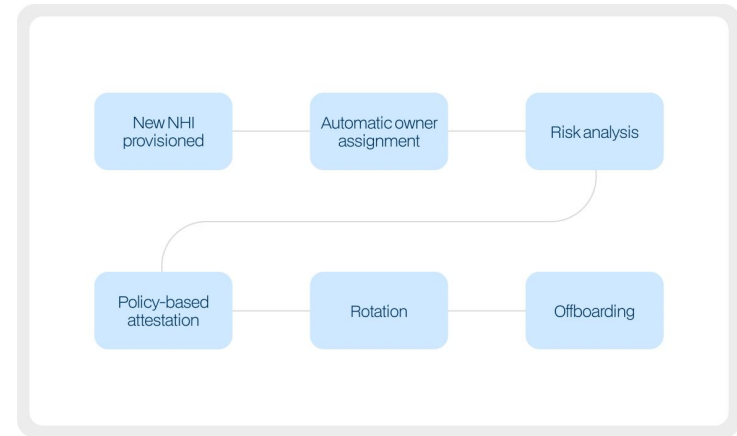 New NHI
provisioned
Automatic owner
assignment
Risk analysis
Policy-based
attestation
Rotation
Offboarding